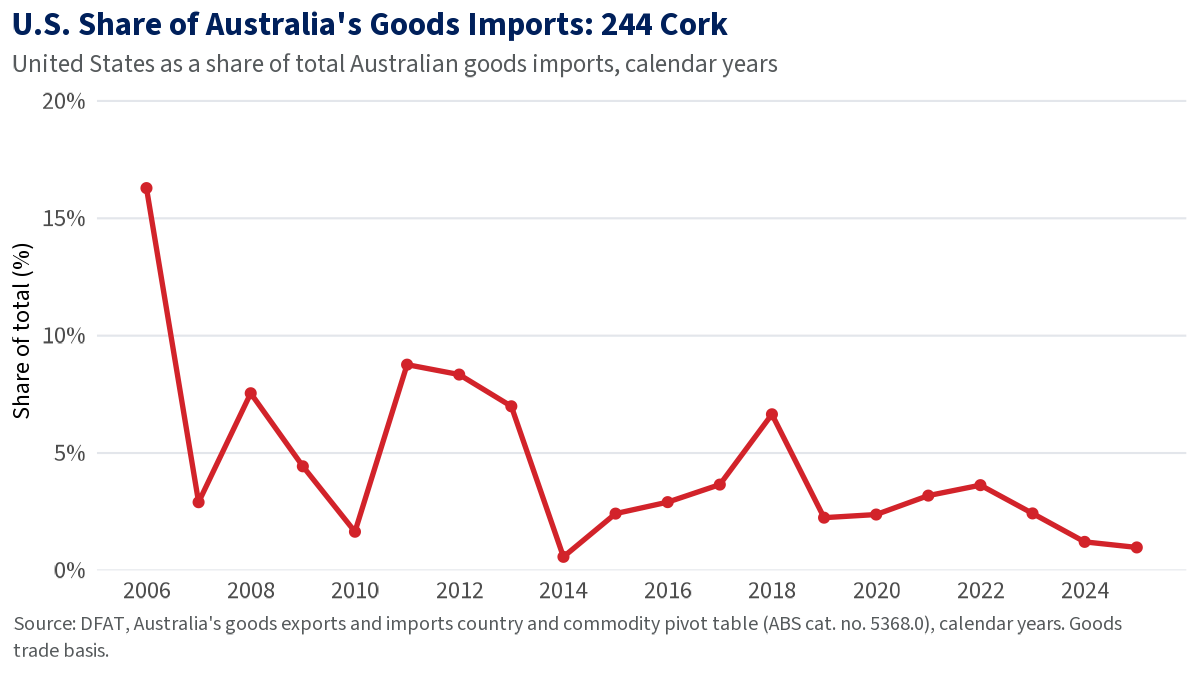 U.S. Share of Australia's Goods Imports: 244 Cork
United States as a share of total Australian goods imports, calendar years
20%
15%
10%
5%
0%
Share of total (%)
2006 2008 2010 2012 2014 2016 2018 2020 2022 2024
Source: DFAT, Australia's goods exports and imports country and commodity pivot table (ABS cat. no. 5368.0), calendar years. Goods
trade basis.